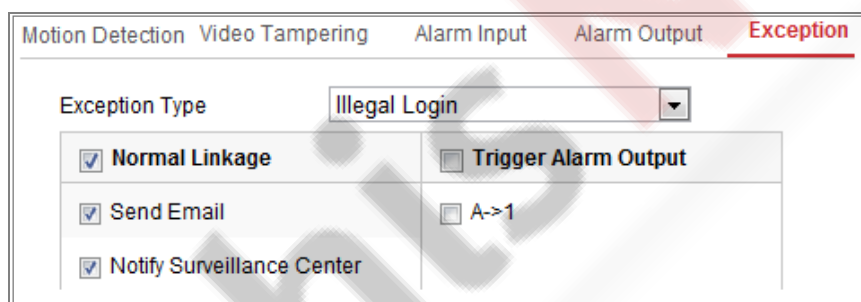 Motion Detection Video Tampering Alarm Input Alarm Output Exception
Exception Type Illegal Login
Normal Linkage Trigger Alarm Output
Send Email A->1
Notify Surveillance Center